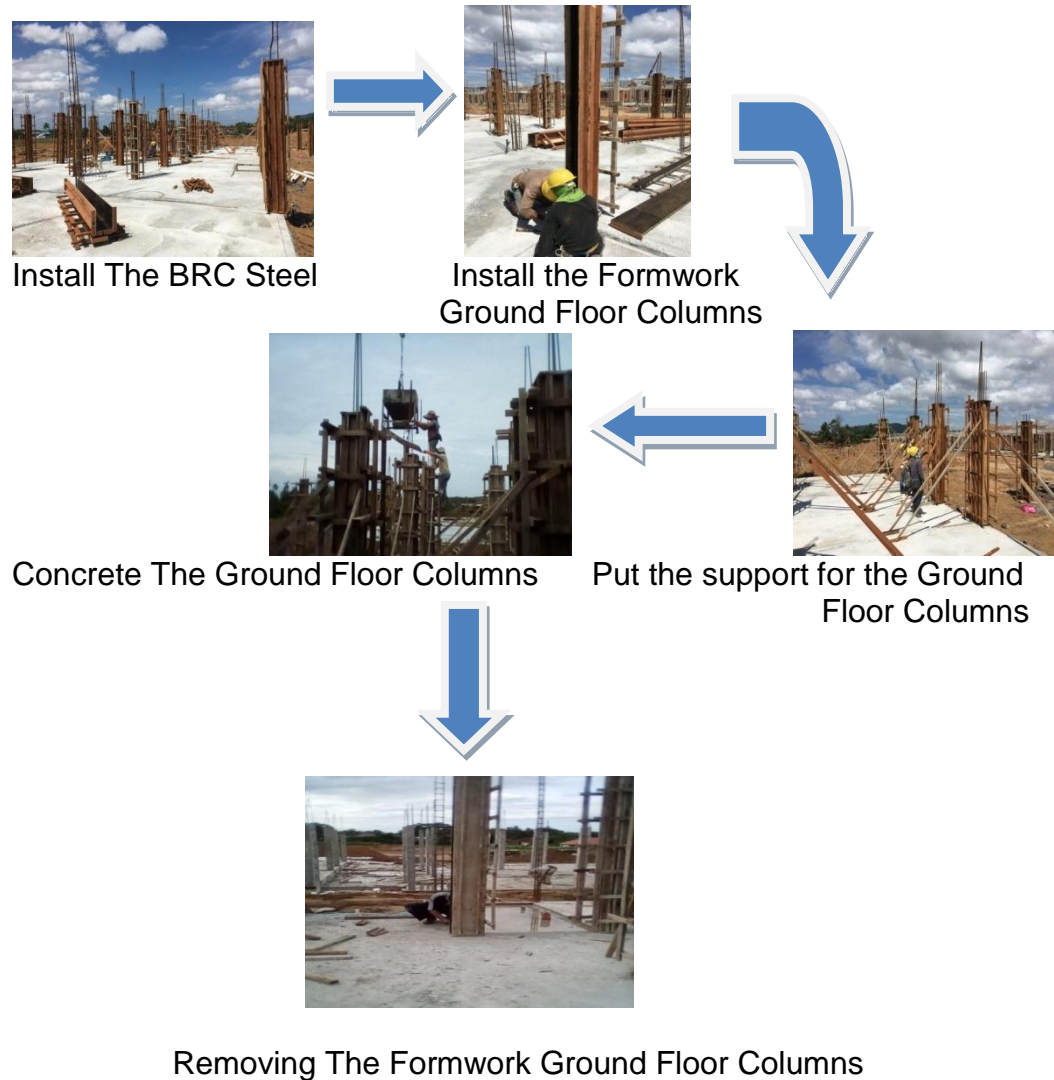 Install The BRC Steel
Install the Formwork
Ground Floor Columns
Put the support for the Ground
Floor Columns
Concrete The Ground Floor Columns
Removing The Formwork Ground Floor Columns